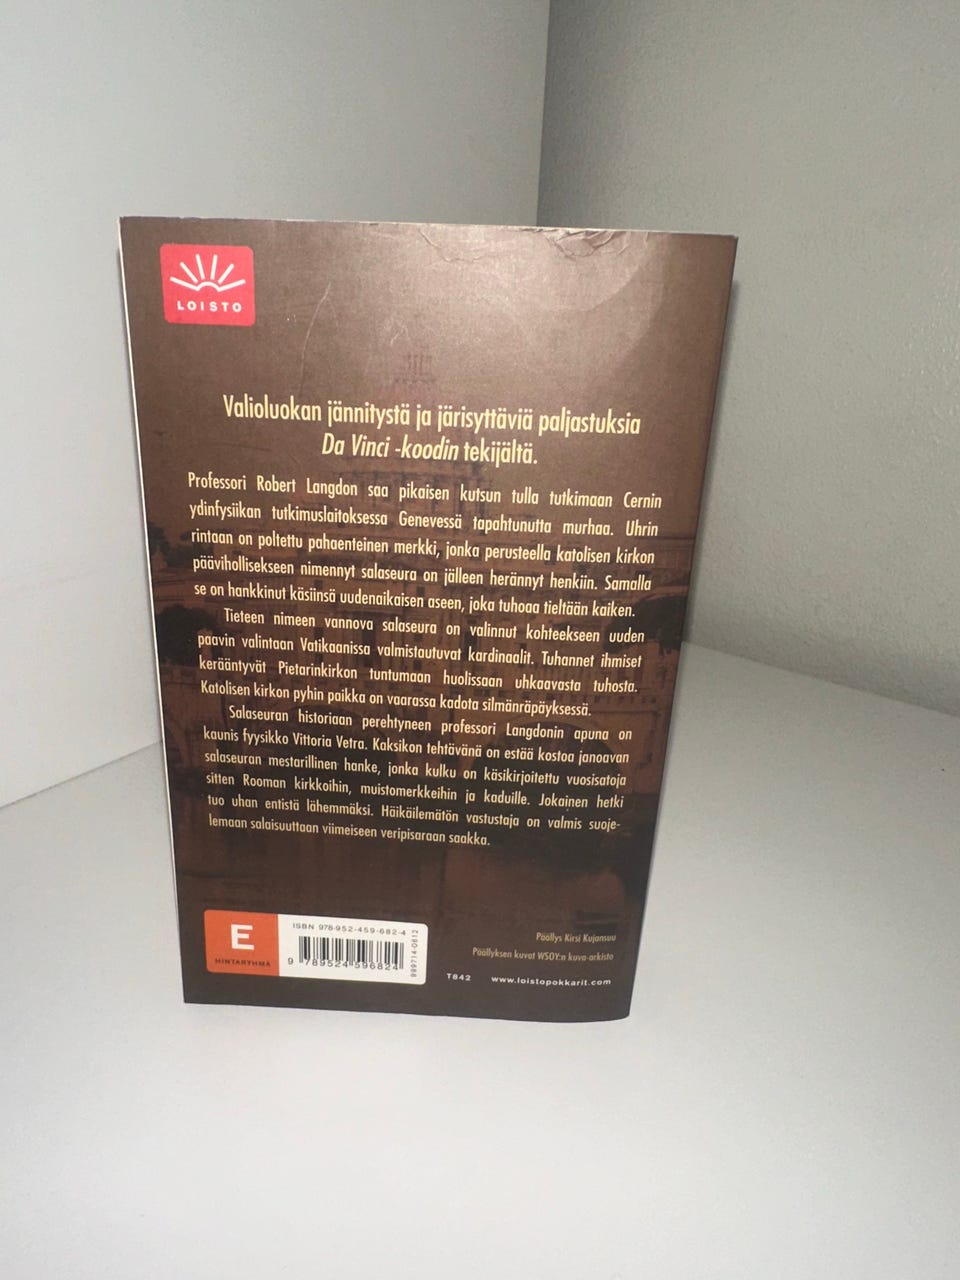 LOISTO
Valioluokan jännitystä ja järisyttäviä paljastuksia
Da Vinci -koodin tekijältä.
Professori Robert Langdon saa pikaisen kutsun tulla tutkimaan Cernin
ydinfysiikan tutkimuslaitoksessa Genevessä tapahtunutta murhaa. Uhrin
rintaan on poltettu pahaenteinen merkki, jonka perusteella katolisen kirkon
päävihollisekseen nimennyt salaseura on jälleen herännyt henkiin. Samalla
se on hankkinut käsiinsä uudenaikaisen aseen, joka tuhoaa tieltään kaiken.
Tieteen nimeen vannova salaseura on valinnut kohteekseen uuden
paavin valintaan Vatikaanissa valmistautuvat kardinaalit. Tuhannet ihmiset
kerääntyvät Pietarinkirkon tuntumaan huolissaan uhkaavasta tuhosta.
Katolisen kirkon pyhin paikka on vaarassa kadota silmänräpäyksessä.
Salaseuran historiaan perehtyneen professori Langdonin apuna on
kaunis fyysikko Vittoria Vetra. Kaksikon tehtävänä on estää kostoa janoavan
salaseuran mestarillinen hanke, jonka kulku on käsikirjoitettu vuosisatoja
sitten Rooman kirkkoihin, muistomerkkeihin ja kaduille. Jokainen hetki
tuo uhan entistä lähemmäksi. Häikäilemätön vastustaja on valmis suoje-
lemaan salaisuuttaan viimeiseen veripisaraan saakka.
E
HINTARYHMÄ
ISBN 978-952-459-682-4
9 789524 596824
999714-0612
Päällys Kirsi Kujansuu
Päällyksen kuvat WSOY:n kuva-arkisto
T842 www.loistopokkarit.com